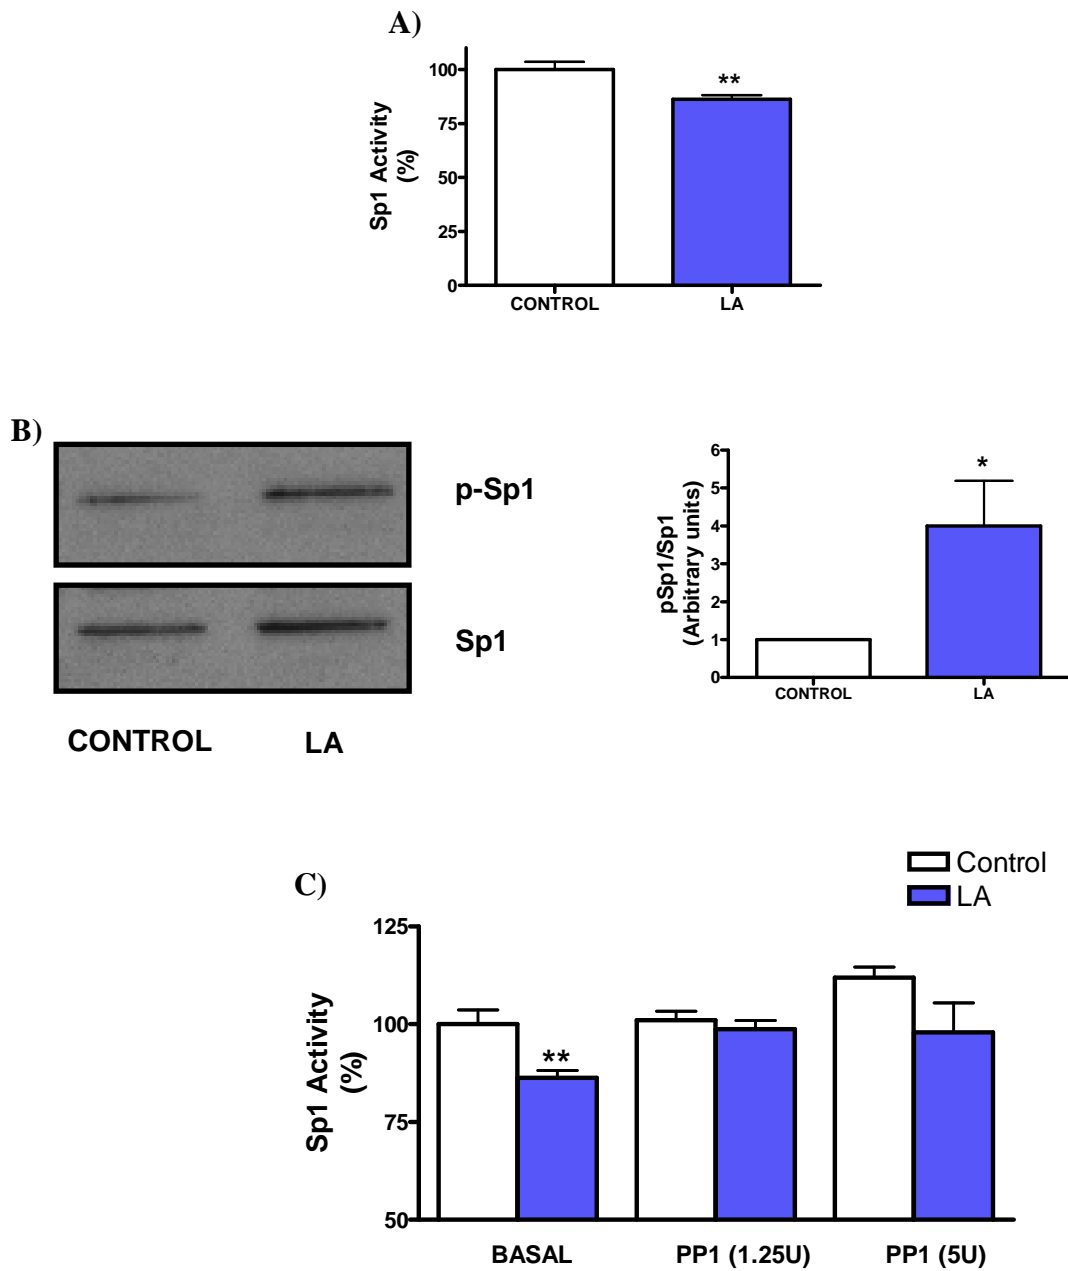 A)
Sp1 Activity
(%)
100
75
50
25
0
**
CONTROL
LA
B)
p-Sp1
Sp1
CONTROL
LA
pSp1/Sp1
(Arbitrary units)
6
5
4
3
2
1
0
*
CONTROL
LA
C)
Control
LA
Sp1 Activity
(%)
125
100
75
50
**
BASAL
PP1 (1.25U)
PP1 (5U)